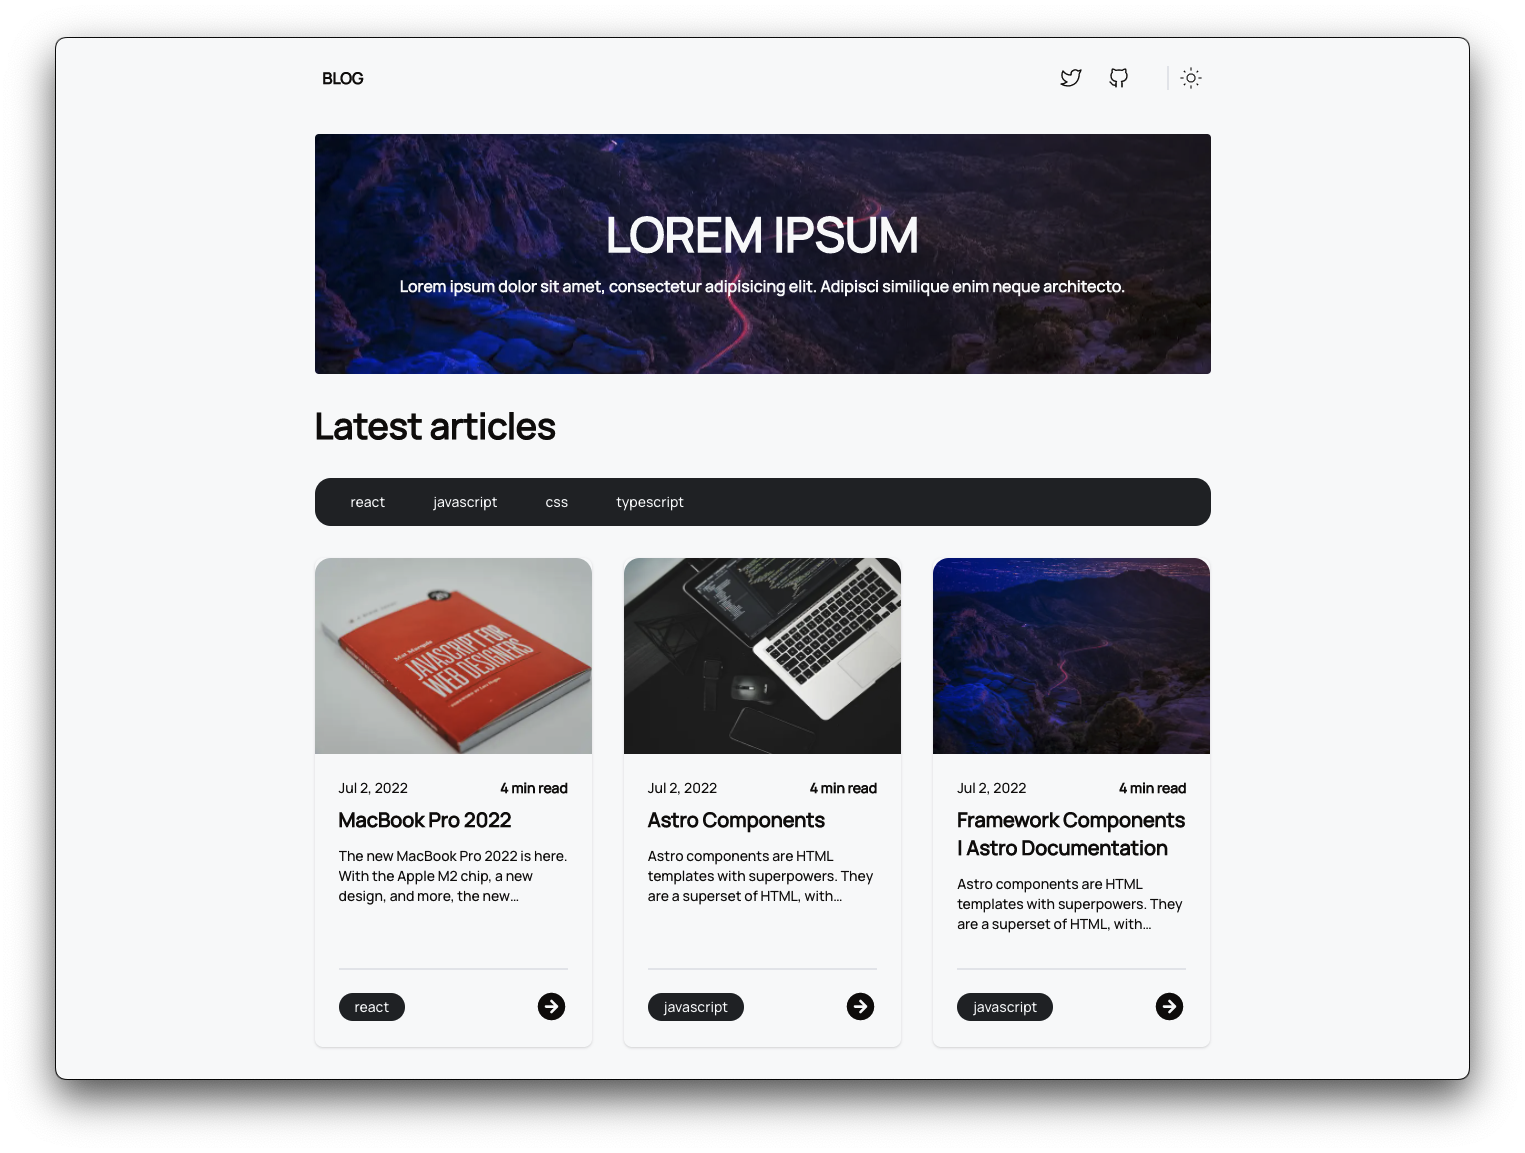 BLOG
LOREM IPSUM
Lorem ipsum dolor sit amet, consectetur adipisicing elit. Adipisci similique enim neque architecto.
Latest articles
react javascript css typescript
Mat Marquis
JAVASCRIPT FOR
WEB DESIGNERS
Jul 2, 2022 4 min read
MacBook Pro 2022
The new MacBook Pro 2022 is here.
With the Apple M2 chip, a new
design, and more, the new...
react
Jul 2, 2022 4 min read
Astro Components
Astro components are HTML
templates with superpowers. They
are a superset of HTML, with...
javascript
Jul 2, 2022 4 min read
Framework Components
| Astro Documentation
Astro components are HTML
templates with superpowers. They
are a superset of HTML, with...
javascript